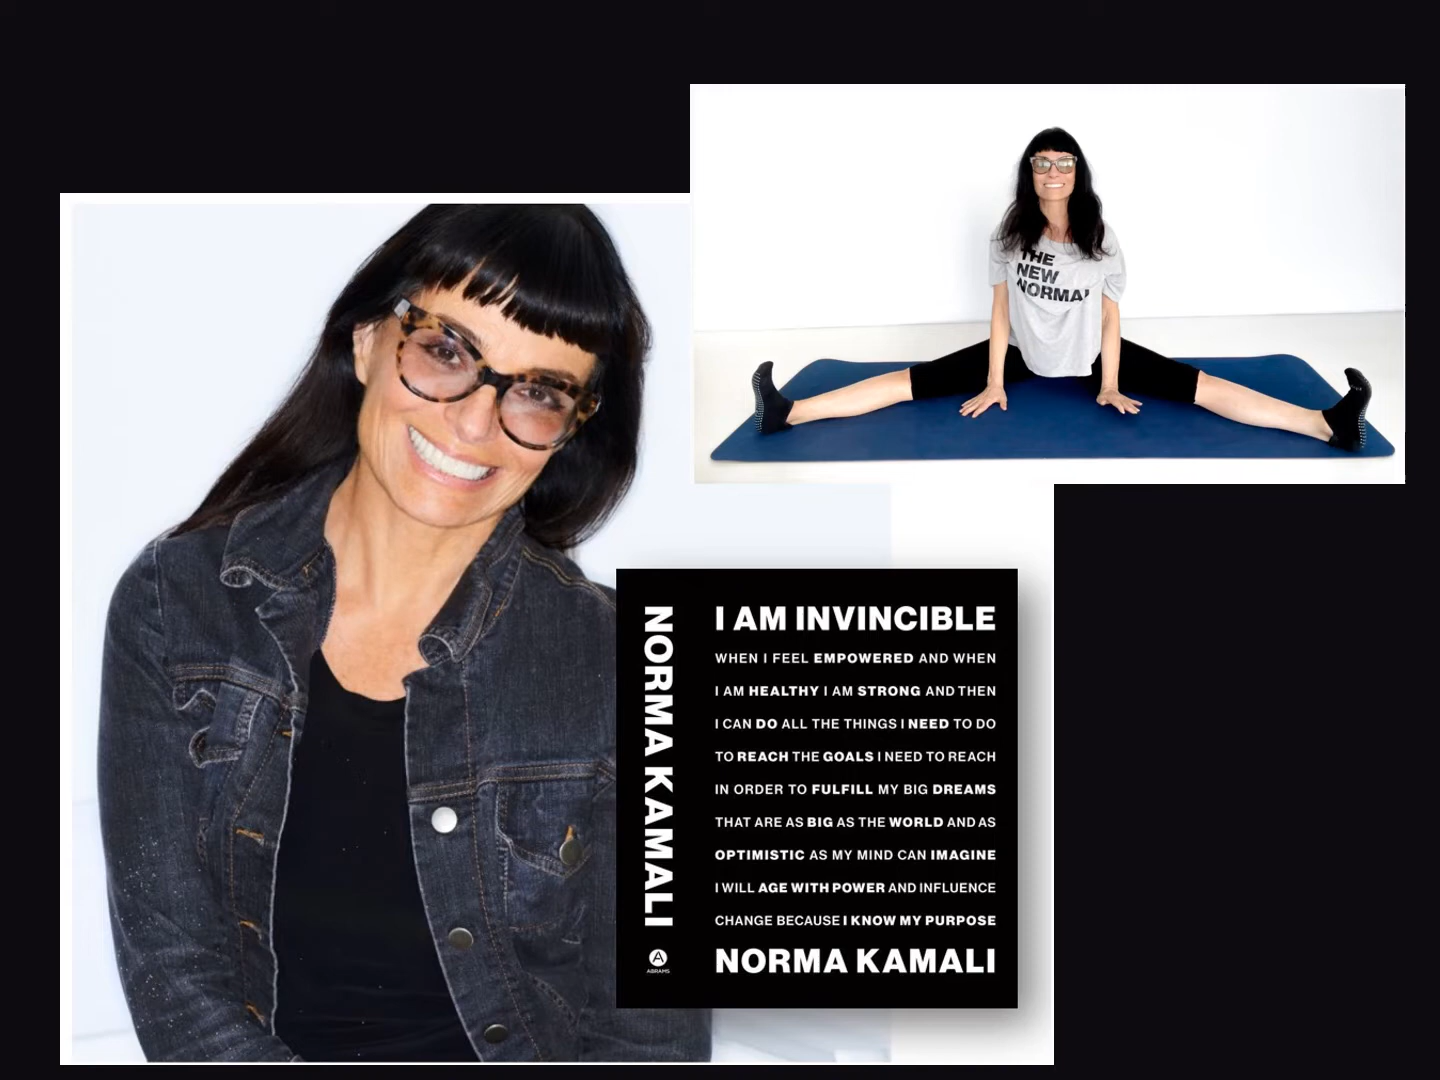 THE
NEW
NORMAL
NORMA KAMALI
ABRAMS
I AM INVINCIBLE
WHEN I FEEL EMPOWERED AND WHEN
I AM HEALTHY I AM STRONG AND THEN
I CAN DO ALL THE THINGS I NEED TO DO
TO REACH THE GOALS I NEED TO REACH
IN ORDER TO FULFILL MY BIG DREAMS
THAT ARE AS BIG AS THE WORLD AND AS
OPTIMISTIC AS MY MIND CAN IMAGINE
I WILL AGE WITH POWER AND INFLUENCE
CHANGE BECAUSE I KNOW MY PURPOSE
NORMA KAMALI